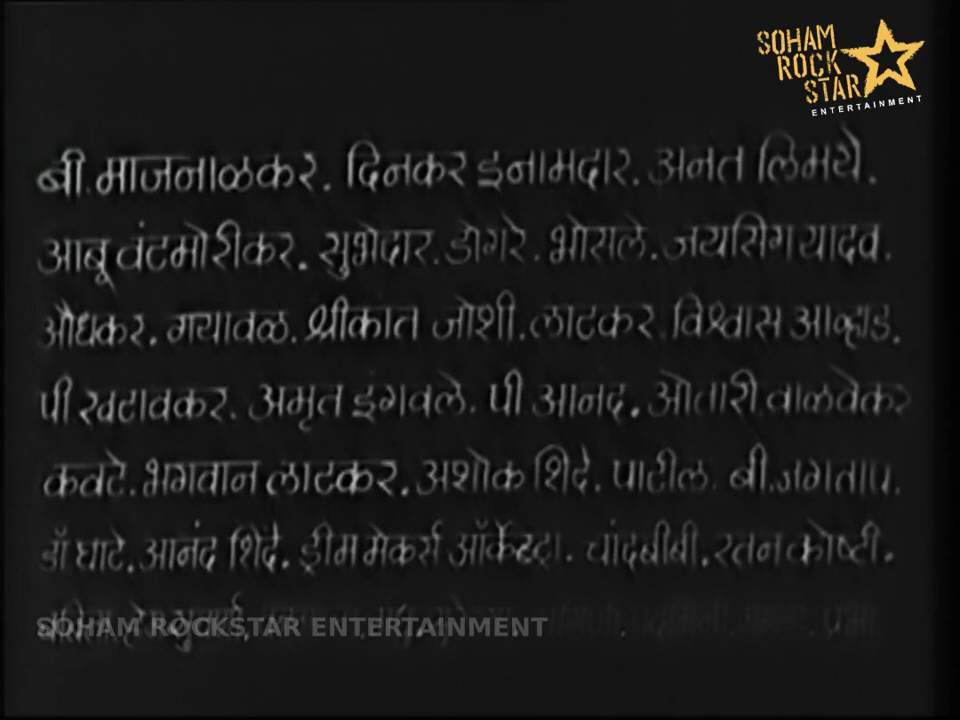 SOHAM
ROCK
STAR
ENTERTAINMENT
बी. माजनाळकर. दिनकर इनामदार. अनंत लिमये.
आबू वंटमोरीकर. सुभेदार. डोंगरे. भोसले. जयसिंग यादव.
औंधकर. गयावळ. श्रीकांत जोशी. लाटकर. विश्वास आव्हाड.
पी खटावकर. अमृत इंगवले. पी आनंद. ओतारी वाळवेकर
कवटे. भगवान लाटकर. अशोक शिंदे. पाटील. बी. जगताप.
डॉ घाटे. आनंद शिंदे. ड्रीम मेकर्स ऑर्केस्ट्रा. चांदबीबी. रतन कोष्टी.
SOHAM ROCKSTAR ENTERTAINMENT